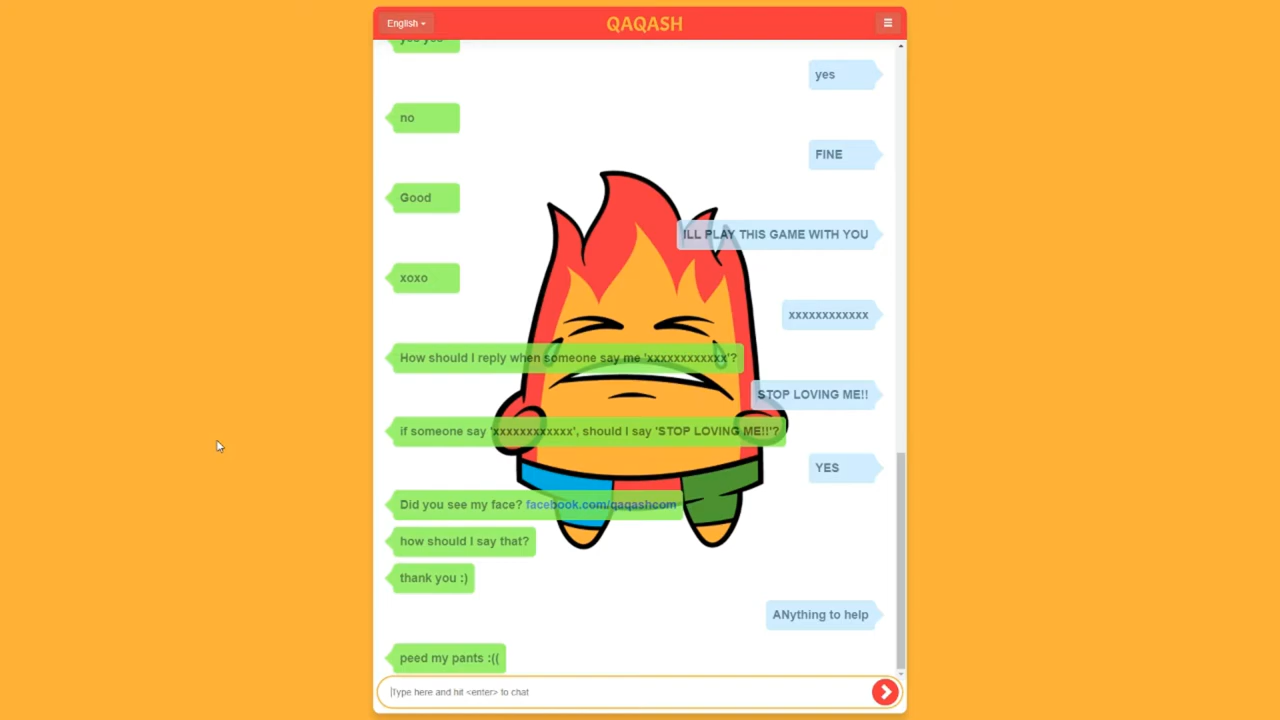 English
QAQASH
yes
no
FINE
Good
ILL PLAY THIS GAME WITH YOU
xoxo
xxxxxxxxxxxx
How should I reply when someone say me 'xxxxxxxxxxxx'?
STOP LOVING ME!!
if someone say 'xxxxxxxxxxxx', should I say 'STOP LOVING ME!!'?
YES
Did you see my face? facebook.com/qaqashcom
how should I say that?
thank you :)
ANything to help
peed my pants :((
Type here and hit <enter> to chat